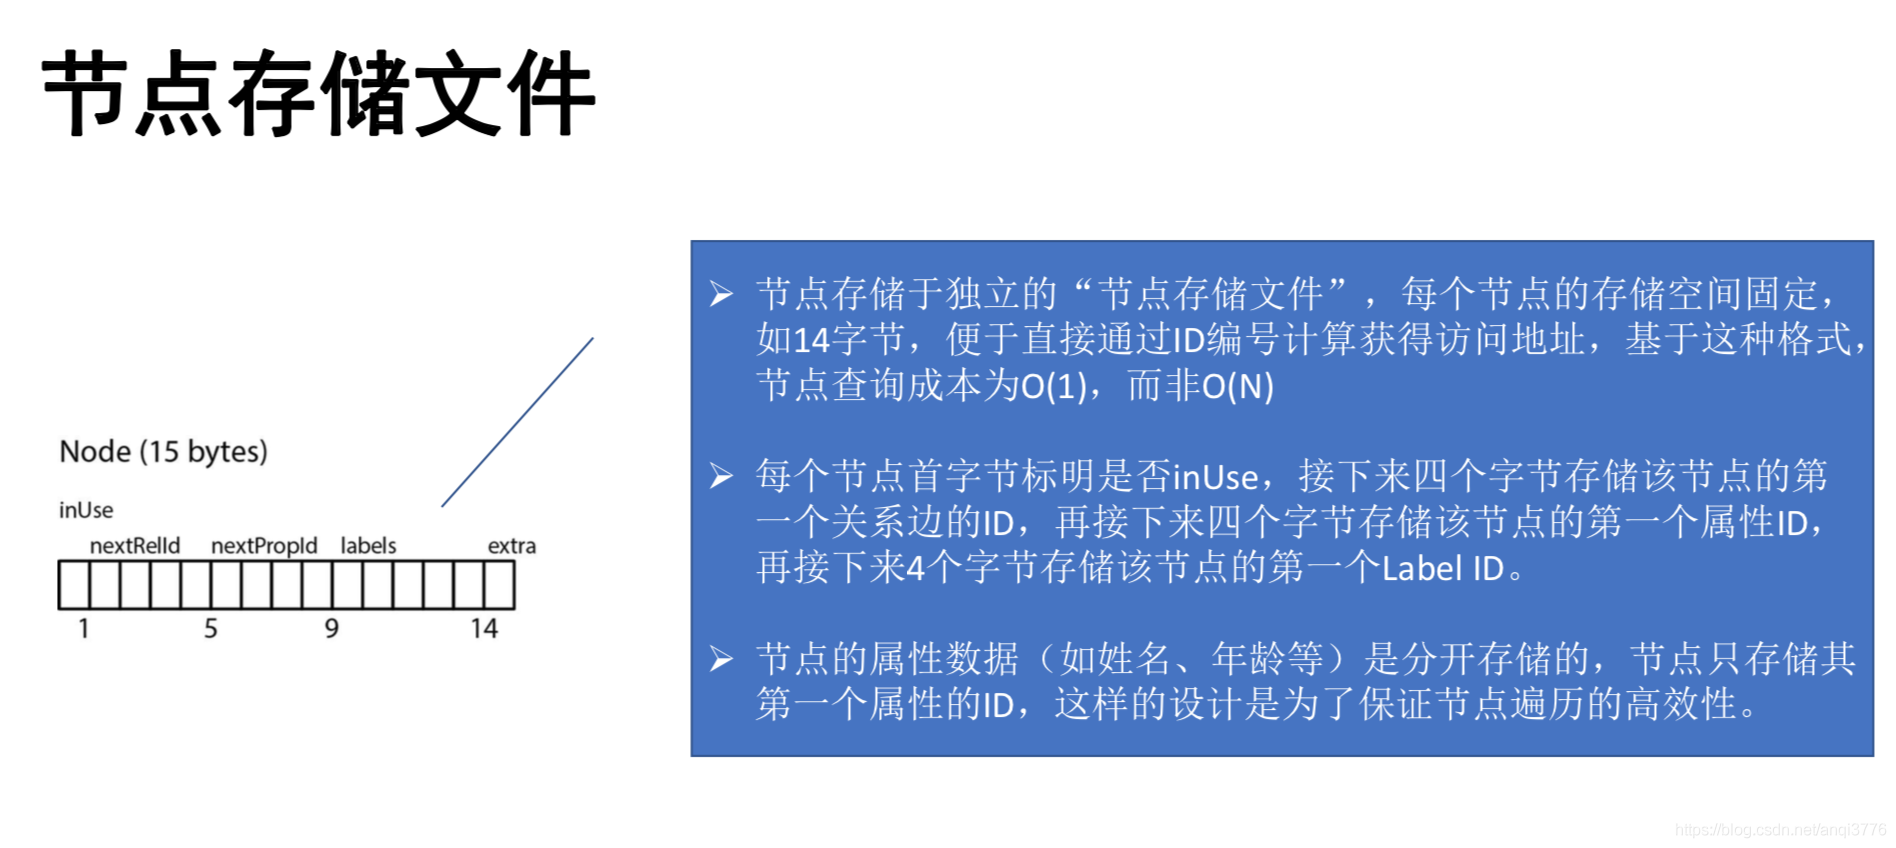 节点存储文件
Node (15 bytes)
inUse
nextRelId nextPropId labels extra
1 5 9 14
节点存储于独立的“节点存储文件”，每个节点的存储空间固定，
如14字节，便于直接通过ID编号计算获得访问地址，基于这种格式，
节点查询成本为O(1)，而非O(N)
每个节点首字节标明是否inUse，接下来四个字节存储该节点的第
一个关系边的ID，再接下来四个字节存储该节点的第一个属性ID，
再接下来4个字节存储该节点的第一个Label ID。
节点的属性数据（如姓名、年龄等）是分开存储的，节点只存储其
第一个属性的ID，这样的设计是为了保证节点遍历的高效性。
https://blog.csdn.net/anqi3776